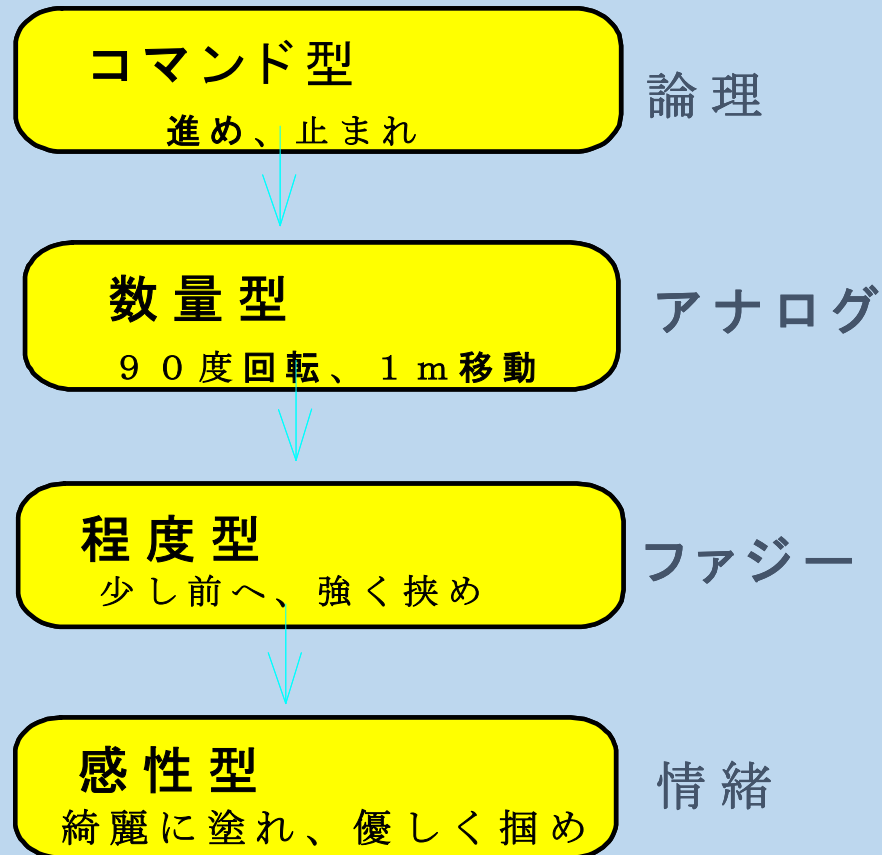 コマンド型
論理
進め、止まれ
数量型
アナログ
９０度回転、１ｍ移動
程度型
ファジー
少し前へ、強く挟め
感性型
情緒
綺麗に塗れ、優しく掴め